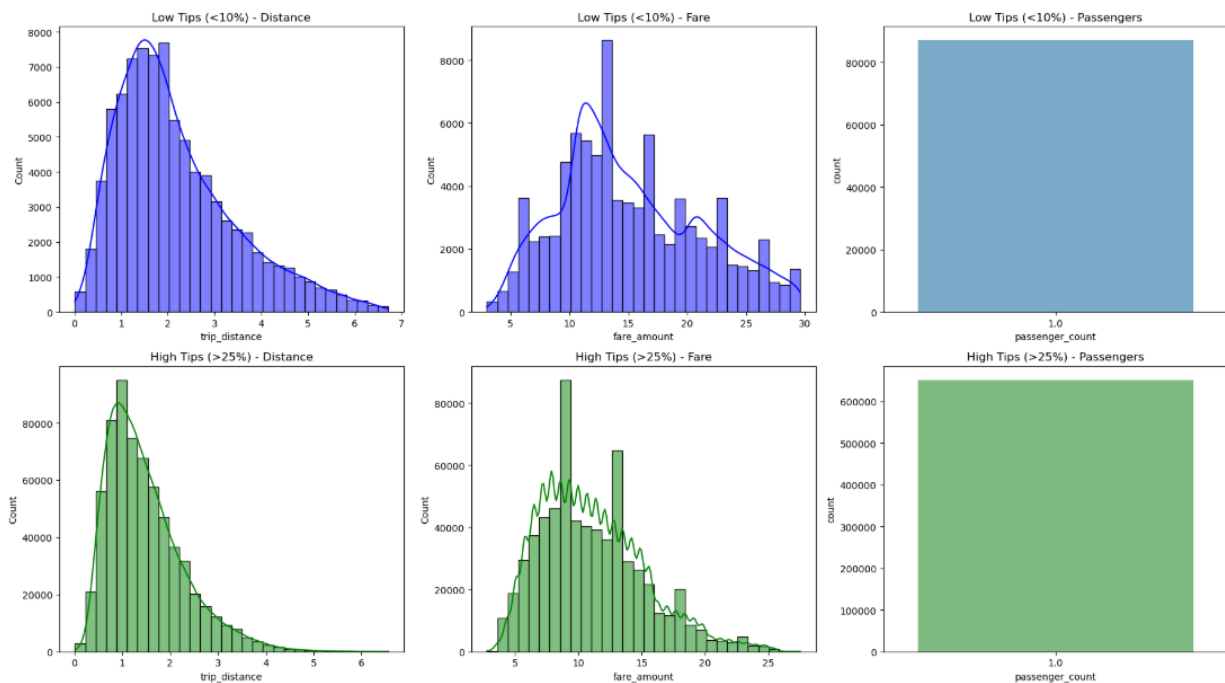 Low Tips (<10%) - Distance
Count
8000
7000
6000
5000
4000
3000
2000
1000
0
0 1 2 3 4 5 6 7
trip_distance
Low Tips (<10%) - Fare
Count
8000
6000
4000
2000
0
5 10 15 20 25 30
fare_amount
Low Tips (<10%) - Passengers
count
80000
60000
40000
20000
0
1.0
passenger_count
High Tips (>25%) - Distance
Count
80000
60000
40000
20000
0
0 1 2 3 4 5 6
trip_distance
High Tips (>25%) - Fare
Count
80000
60000
40000
20000
0
5 10 15 20 25
fare_amount
High Tips (>25%) - Passengers
count
600000
500000
400000
300000
200000
100000
0
1.0
passenger_count